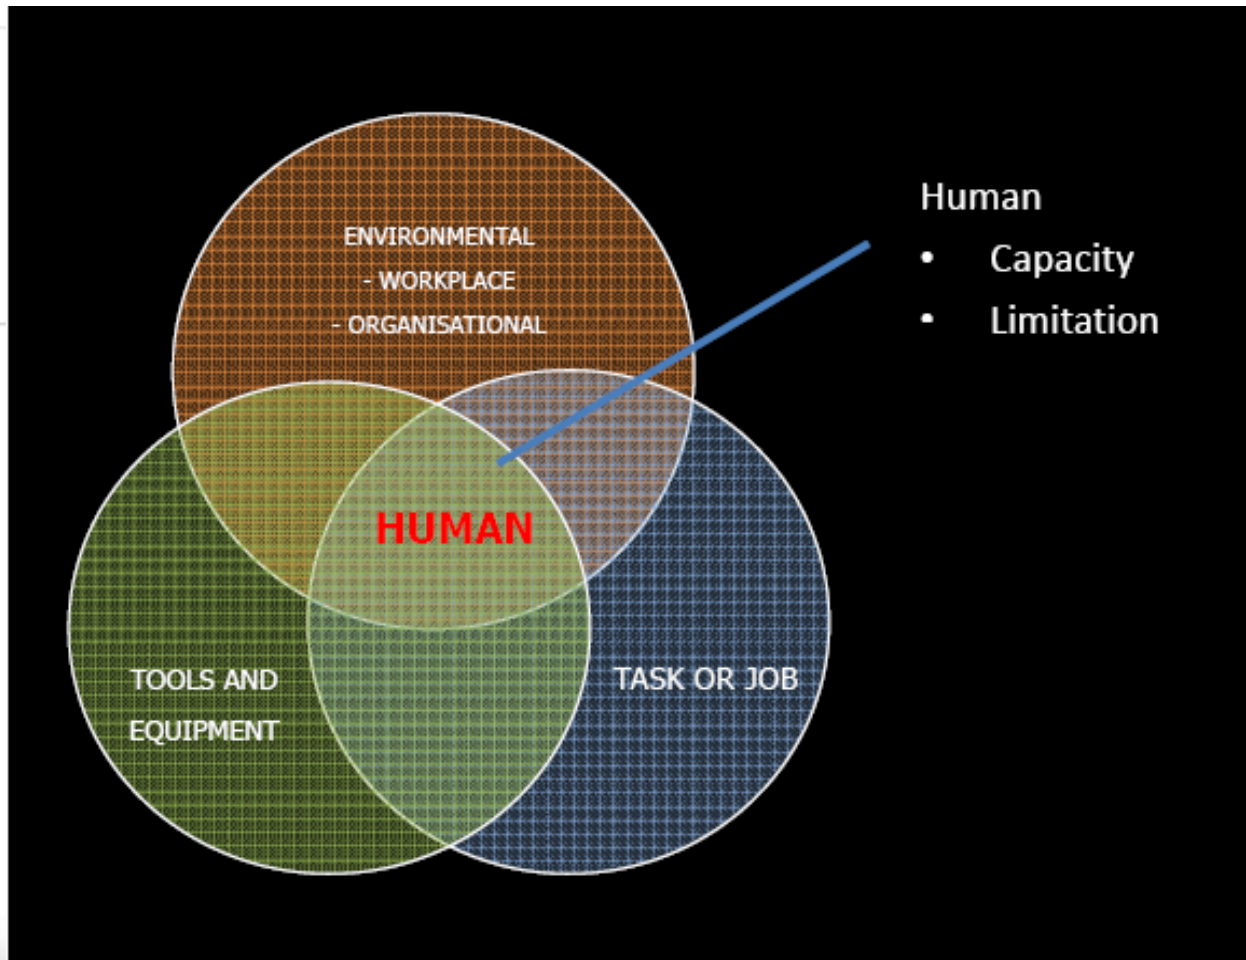 ENVIRONMENTAL
- WORKPLACE
- ORGANISATIONAL
HUMAN
TOOLS AND
EQUIPMENT
TASK OR JOB
Human
• Capacity
• Limitation